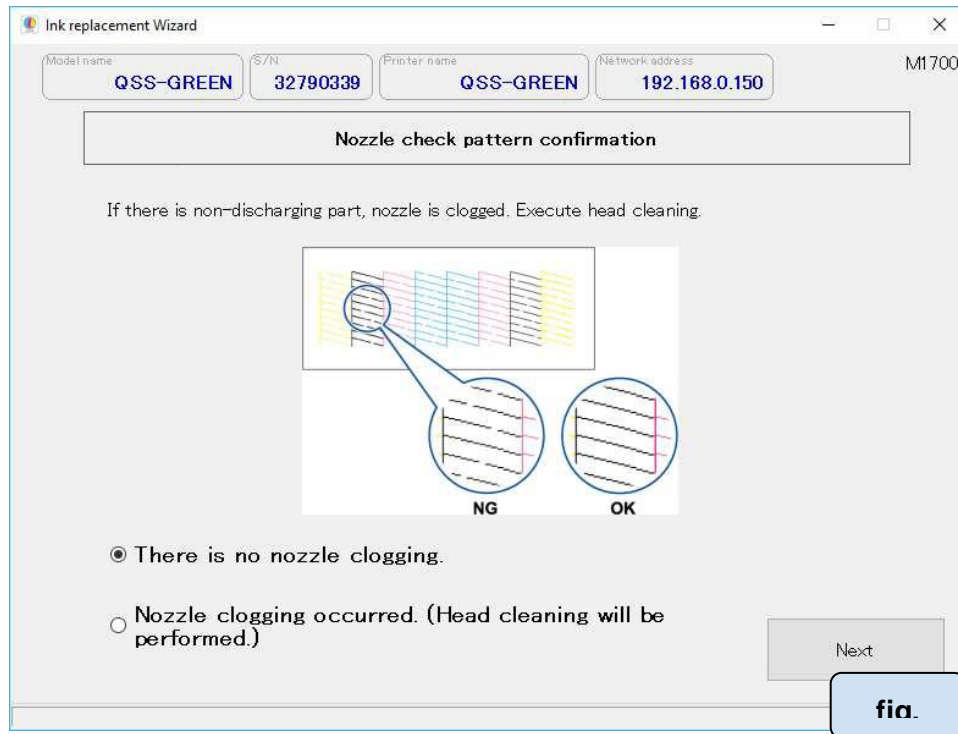 Ink replacement Wizard
Model name
QSS-GREEN
S/N
32790339
Printer name
QSS-GREEN
Network address
192.168.0.150
M1700
Nozzle check pattern confirmation
If there is non-discharging part, nozzle is clogged. Execute head cleaning.
NG
OK
There is no nozzle clogging.
Nozzle clogging occurred. (Head cleaning will be
performed.)
Next
fig.